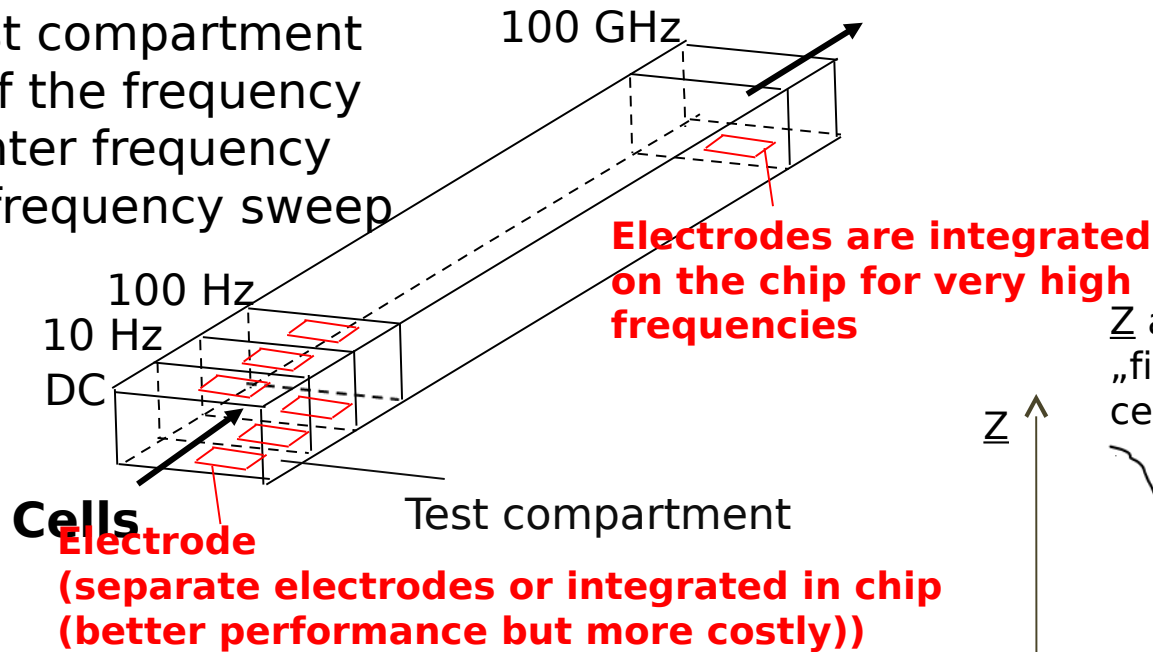 t compartment
f the frequency
nter frequency
frequency sweep
100 GHz
Electrodes are integrated
on the chip for very high
frequencies
100 Hz
10 Hz
DC
Z a
„fi
ce
Z
Cells
Test compartment
Electrode
(separate electrodes or integrated in chip
(better performance but more costly))